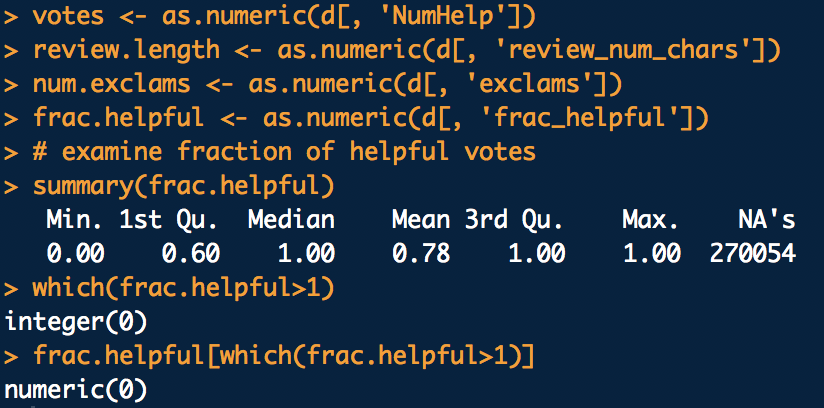 > votes <- as.numeric(d[, 'NumHelp'])
> review.length <- as.numeric(d[, 'review_num_chars'])
> num.exclams <- as.numeric(d[, 'exclams'])
> frac.helpful <- as.numeric(d[, 'frac_helpful'])
> # examine fraction of helpful votes
> summary(frac.helpful)
   Min. 1st Qu.  Median    Mean 3rd Qu.    Max.    NA's
   0.00    0.60    1.00    0.78    1.00    1.00  270054
> which(frac.helpful>1)
integer(0)
> frac.helpful[which(frac.helpful>1)]
numeric(0)